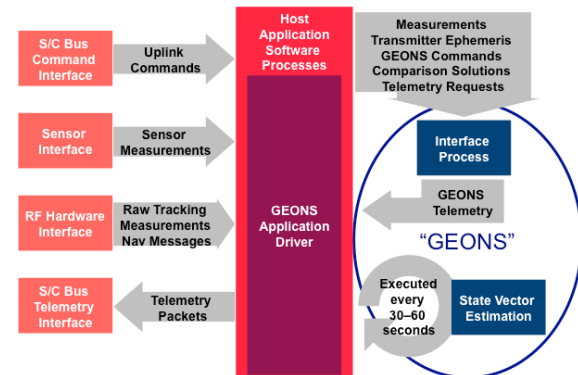 S/C Bus
Command
Interface
Uplink
Commands
Host
Application
Software
Processes
Measurements
Transmitter Ephemeris
GEONS Commands
Comparison Solutions
Telemetry Requests
Sensor
Interface
Sensor
Measurements
Interface
Process
RF Hardware
Interface
Raw Tracking
Measurements
Nav Messages
GEONS
Application
Driver
GEONS
Telemetry
“GEONS”
S/C Bus
Telemetry
Interface
Telemetry
Packets
Executed
every
30–60
seconds
State Vector
Estimation